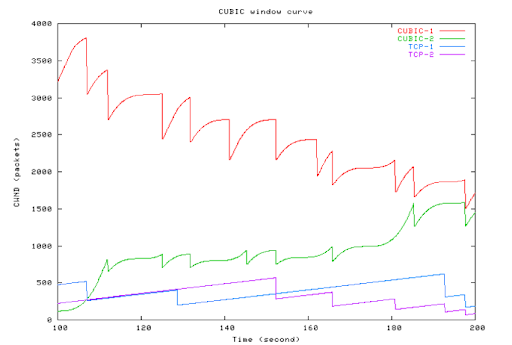 CUBIC window curve
4000
3500
3000
2500
2000
1500
1000
500
0
CWND (packets)
CUBIC-1
CUBIC-2
TCP-1
TCP-2
100
120
140
160
180
200
Time (second)